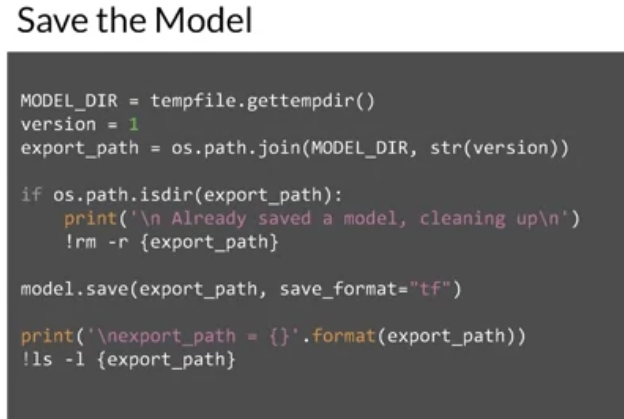 Save the Model
MODEL_DIR = tempfile.gettempdir()
version = 1
export_path = os.path.join(MODEL_DIR, str(version))
if os.path.isdir(export_path):
    print('\n Already saved a model, cleaning up\n')
    !rm -r {export_path}
model.save(export_path, save_format="tf")
print('\nexport_path = {}'.format(export_path))
!ls -l {export_path}